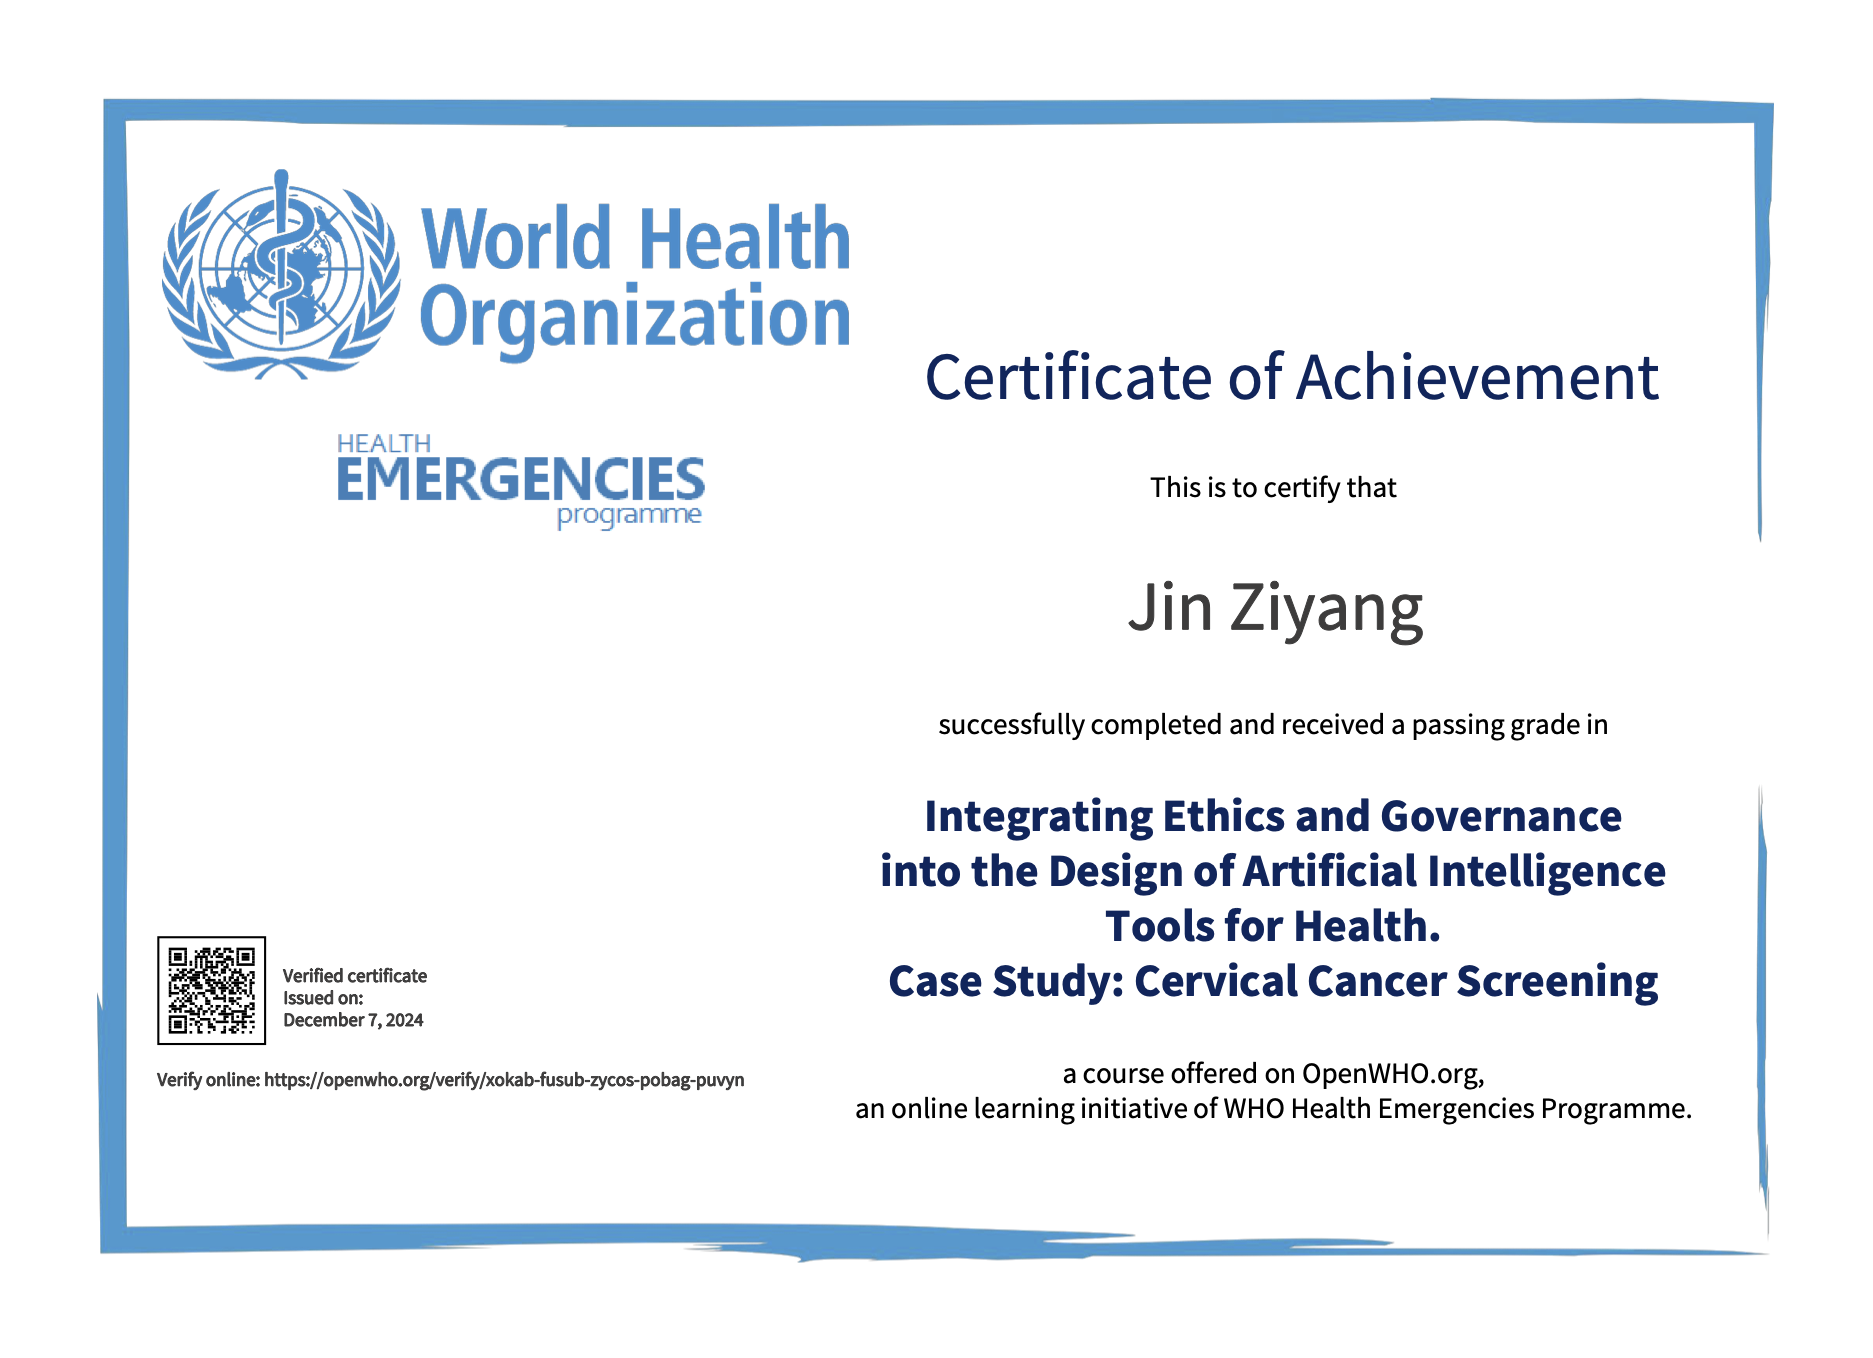 World Health
Organization
HEALTH
EMERGENCIES
programme
Certificate of Achievement
This is to certify that
Jin Ziyang
successfully completed and received a passing grade in
Integrating Ethics and Governance
into the Design of Artificial Intelligence
Tools for Health.
Case Study: Cervical Cancer Screening
a course offered on OpenWHO.org,
an online learning initiative of WHO Health Emergencies Programme.
Verified certificate
Issued on:
December 7, 2024
Verify online: https://openwho.org/verify/xokab-fusub-zycos-pobag-puvyn